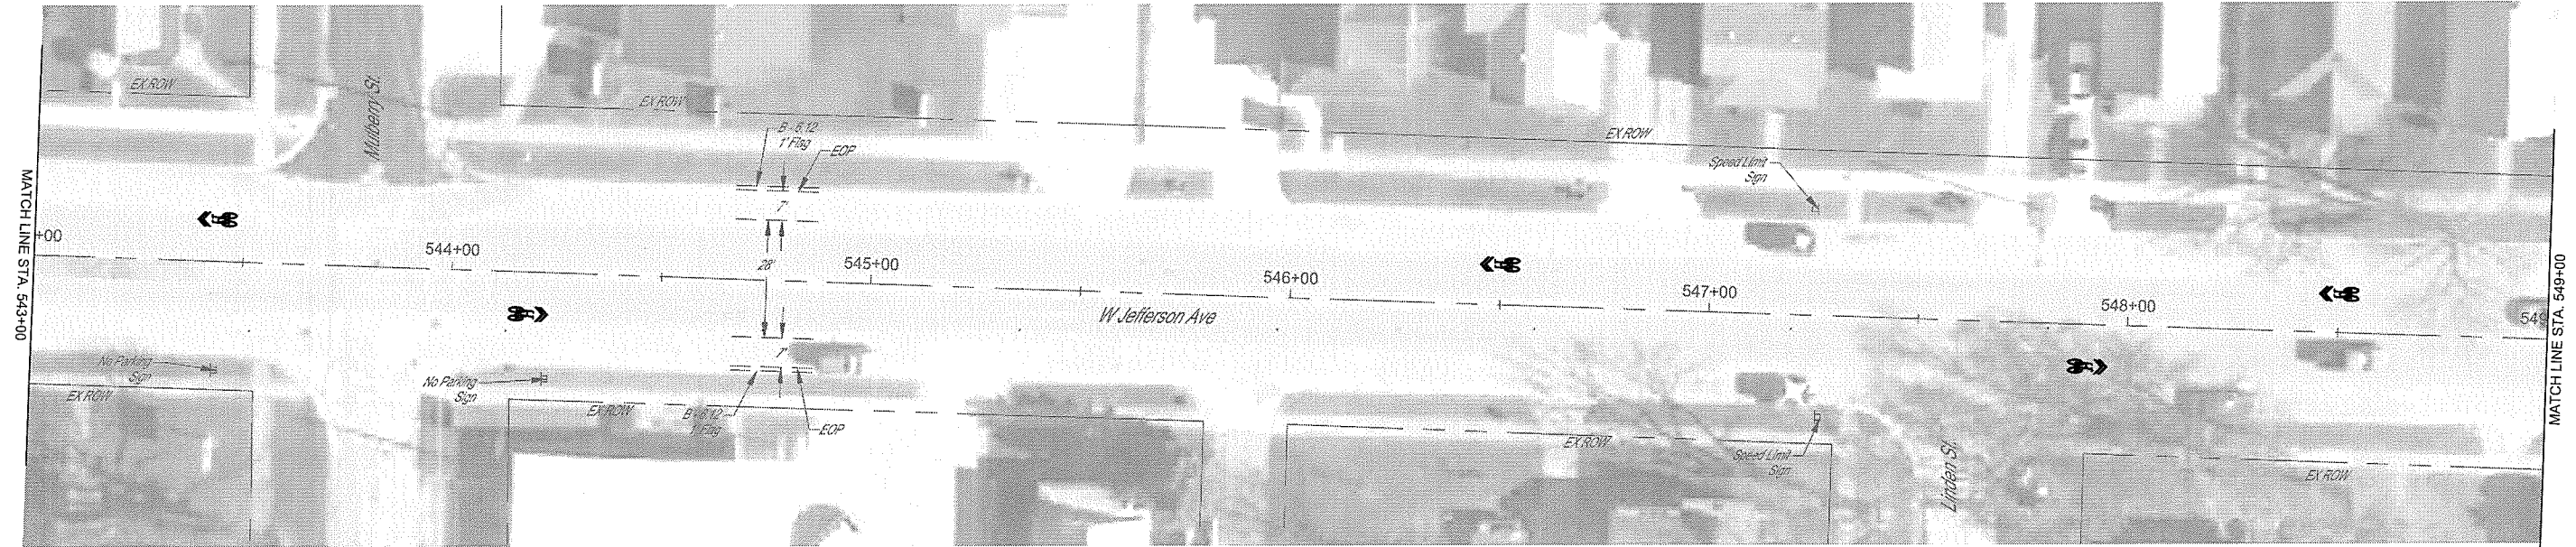 EX ROW
Mulberry St.
EX ROW
B - 6.12
1' Flag
EOP
EX ROW
Speed Limit
Sign
MATCH LINE STA. 543+00
7'
+00
544+00
28'
545+00
546+00
547+00
548+00
549
MATCH LINE STA. 549+00
W Jefferson Ave
7'
No Parking
Sign
No Parking
Sign
EX ROW
EX ROW
B - 6.12
1' Flag
EOP
EX ROW
Speed Limit
Sign
Linden St.
EX ROW